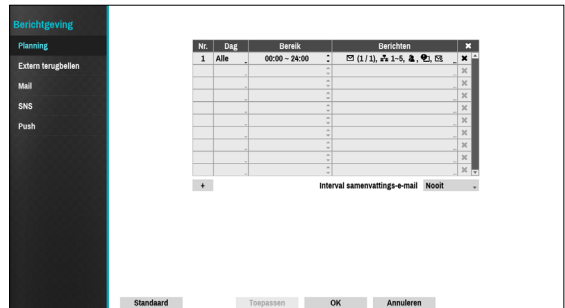 Berichtgeving
Planning
Extern terugbellen
Mail
SNS
Push
Nr. Dag Bereik Berichten
1 Alle 00:00 ~ 24:00 (1 / 1), 1~5, , ,
+ Interval samenvattings-e-mail Nooit
Standaard Toepassen OK Annuleren